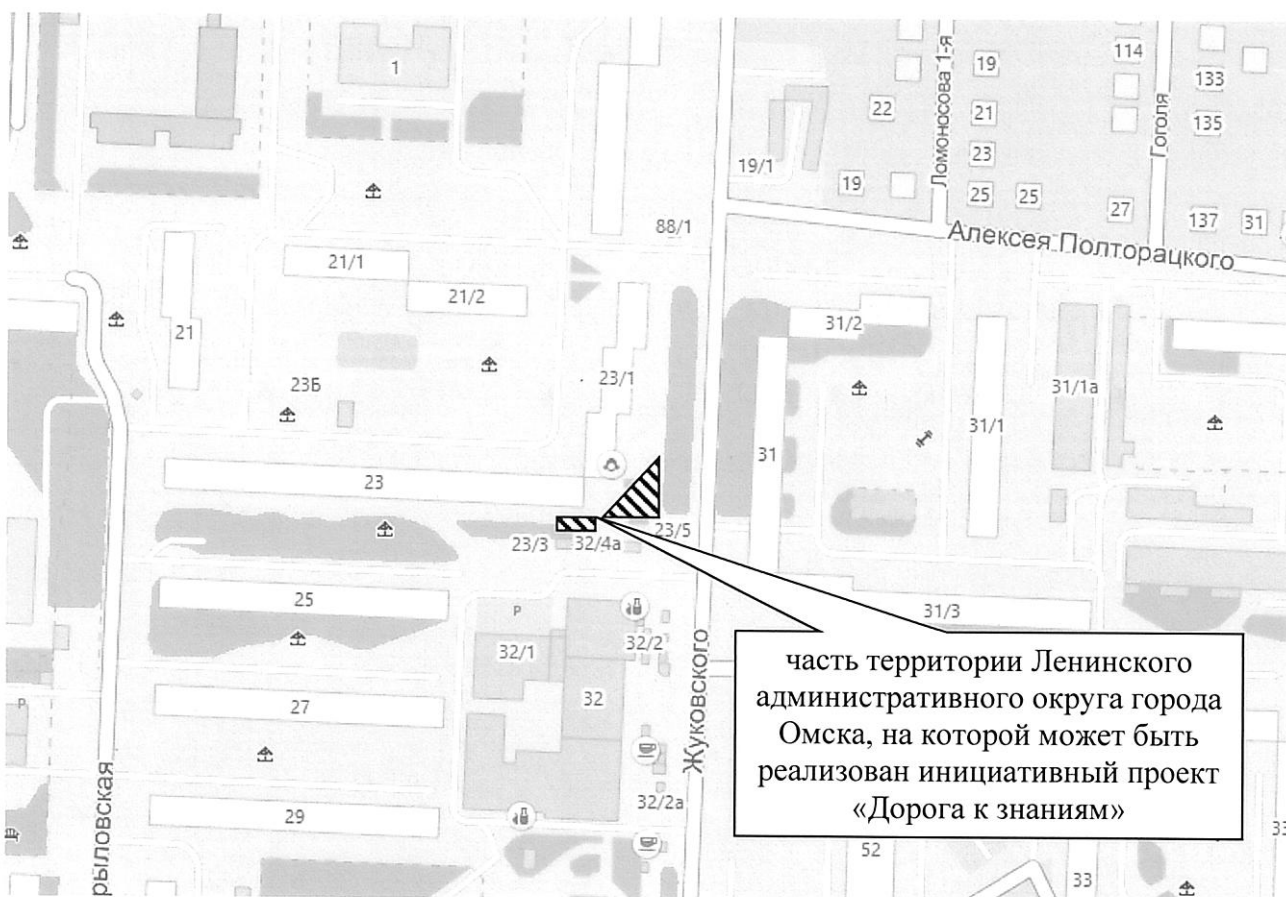 1
114
19
133
22
21
135
Ломоносова 1-я
Гоголя
23
19/1
19
25
25
27
137
31
88/1
Алексея Полторацкого
21/1
21/2
21
31/2
23Б
23/1
31/1а
31
31/1
23
23/3
32/4а
23/5
25
P
31/3
32/1
32/2
27
32
P
Жуковского
29
32/2а
рыловская
52
33
33
часть территории Ленинского
административного округа города
Омска, на которой может быть
реализован инициативный проект
«Дорога к знаниям»